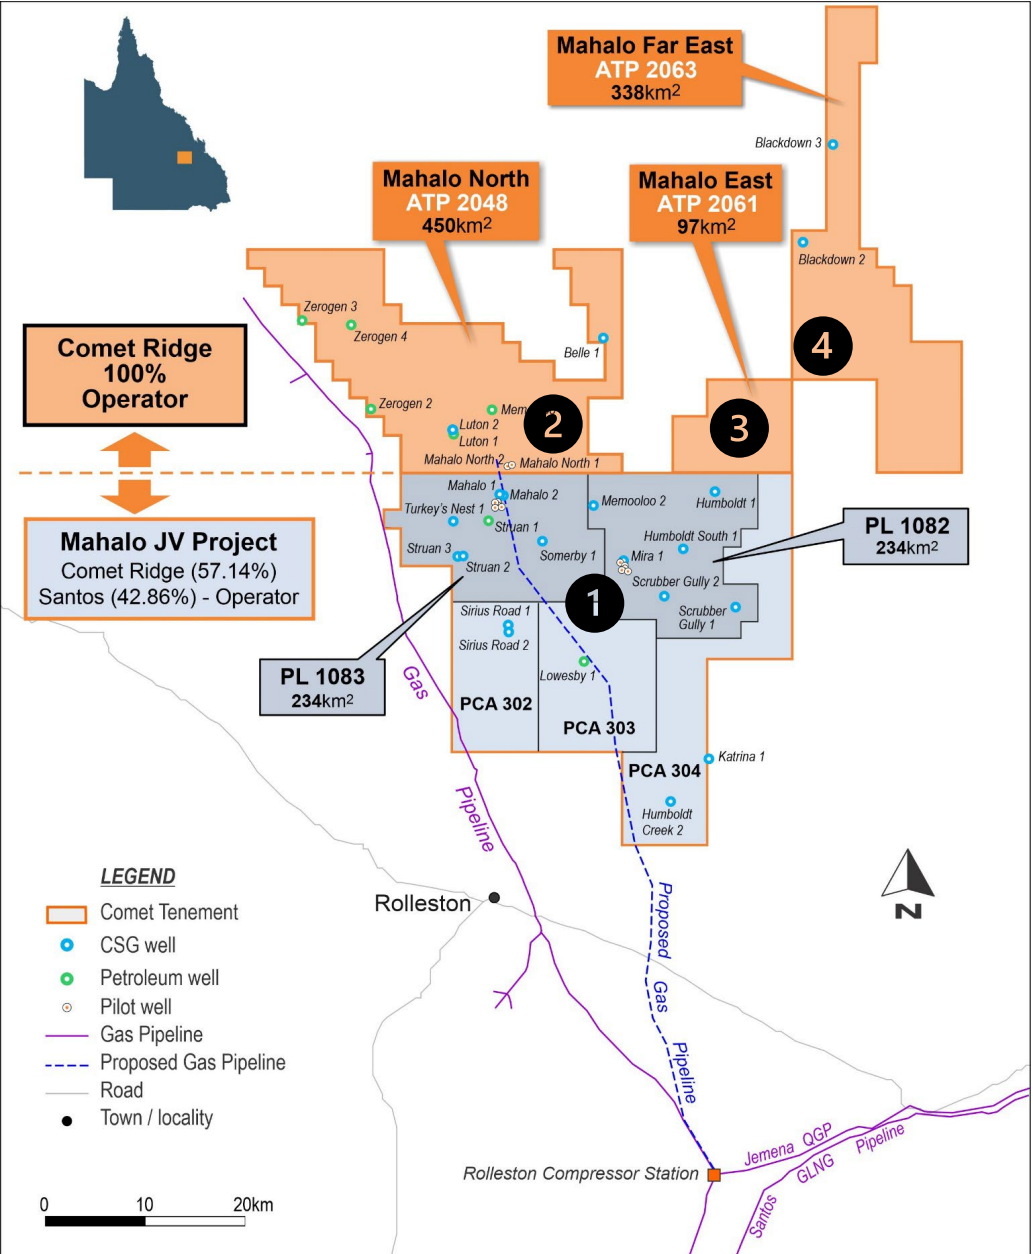 Mahalo Far East
ATP 2063
338km²
Blackdown 3
Mahalo North
ATP 2048
450km²
Mahalo East
ATP 2061
97km²
Blackdown 2
Zerogen 3
Zerogen 4
Belle 1
4
Comet Ridge
100%
Operator
Zerogen 2
Luton 2
Luton 1
2
3
Mahalo North 2
Mahalo North 1
Mahalo JV Project
Comet Ridge (57.14%)
Santos (42.86%) - Operator
Mahalo 1
Mahalo 2
Turkey's Nest 1
Struan 1
Memooloo 2
Humboldt 1
PL 1082
234km²
Struan 3
Struan 2
Somerby 1
Humboldt South 1
Mira 1
Scrubber Gully 2
1
Scrubber
Gully 1
Sirius Road 1
Sirius Road 2
PL 1083
234km²
Lowesby 1
PCA 302
PCA 303
PCA 304
Katrina 1
Humboldt
Creek 2
Gas
Pipeline
Rolleston
Proposed
Gas
Pipeline
N
LEGEND
Comet Tenement
CSG well
Petroleum well
Pilot well
Gas Pipeline
Proposed Gas Pipeline
Road
Town / locality
Rolleston Compressor Station
Jemena QGP
Santos GLNG Pipeline
0 10 20km